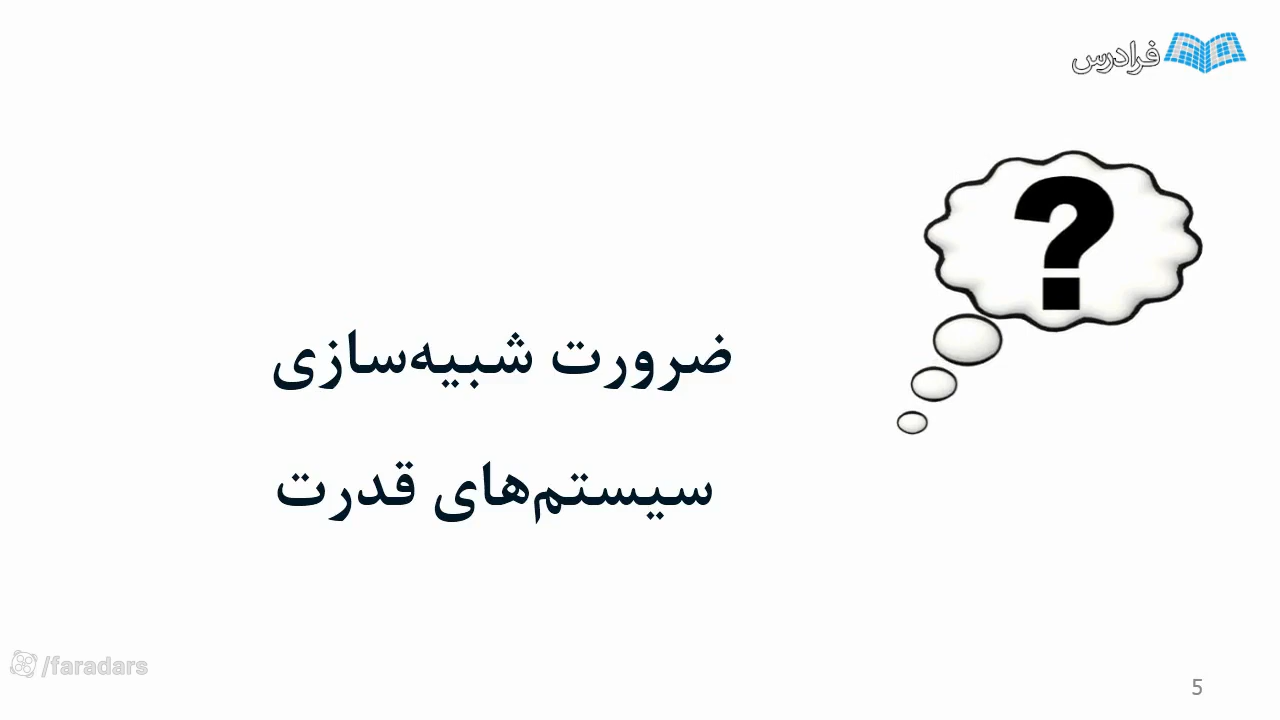 فرادرس
?
ضرورت شبیه‌سازی
سیستم‌های قدرت
/faradars
5